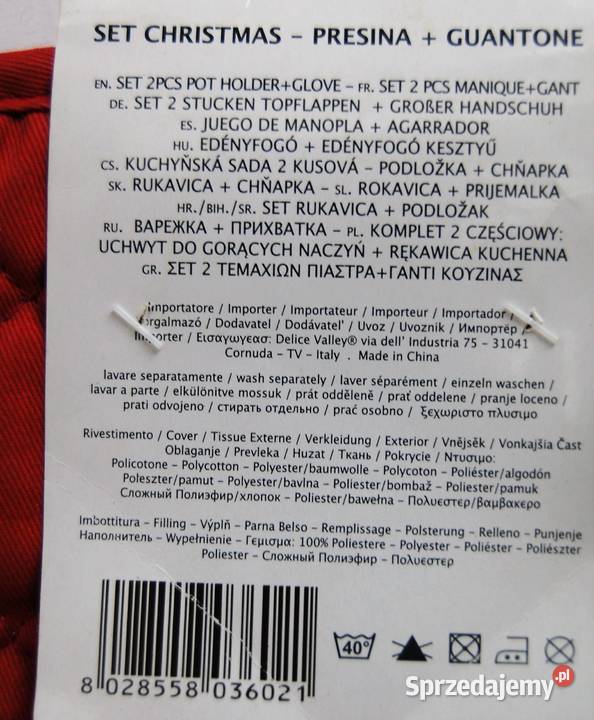 SET CHRISTMAS – PRESINA + GUANTONE
EN. SET 2PCS POT HOLDER+GLOVE – FR. SET 2 PCS MANIQUE+GANT
DE. SET 2 STUCKEN TOPFLAPPEN + GROßER HANDSCHUH
ES. JUEGO DE MANOPLA + AGARRADOR
HU. EDÉNYFOGÓ + EDÉNYFOGÓ KESZTYŰ
CS. KUCHYŇSKÁ SADA 2 KUSOVÁ – PODLOŽKA + CHŇAPKA
SK. RUKAVICA + CHŇAPKA – SL. ROKAVICA + PRIJEMALKA
HR./BIH./SR. SET RUKAVICA + PODLOŽAK
RU. ВАРЕЖКА + ПРИХВАТКА – PL. KOMPLET 2 CZĘŚCIOWY:
UCHWYT DO GORĄCYCH NACZYŃ + RĘKAWICA KUCHENNA
GR. ΣΕΤ 2 ΤΕΜΑΧΙΩΝ ΠΙΑΣΤΡΑ+ΓΑΝΤΙ ΚΟΥΖΙΝΑΣ
Importatore / Importer / Importateur / Importeur / Importador /
orgalmazó / Dodavatel / Dodávateľ / Uvoz / Uvoznik / Импортёр /
Importer / Εισαγωγεας: Delice Valley® via dell' Industria 75 – 31041
Cornuda – TV – Italy . Made in China
lavare separatamente / wash separately / laver séparément / einzeln waschen /
lavar a parte / elkülönitve mossuk / prát odděleně / prať oddelene / pranje loceno /
prati odvojeno / стирать отдельно / prać osobno / ξεχωριστο πλυσιμο
Rivestimento / Cover / Tissue Externe / Verkleidung / Exterior / Vnějsěk / Vonkajšia Čast
Oblaganje / Prevleka / Huzat / Ткань / Pokrycie / Ντυσιμο:
Policotone – Polycotton – Polyester/baumwolle – Polycoton – Poliéster/algodón
Poleszter/pamut – Polyester/bavlna – Poliester/bombaž – Poliester/pamuk
Сложный Полиэфир/хлопок – Poliester/bawełna – Πολυεστερ/βαμβακερο
Imbottitura – Filling – Výplň – Parna Belso – Remplissage – Polsterung – Relleno – Punjenje
Наполнитель – Wypełnienie – Γεμισμα: 100% Poliestere – Polyester – Poliéster – Poliészter
Poliester – Сложный Полиэфир – Πολυεστερ
40°
8 028558 036021
Sprzedajemy.pl